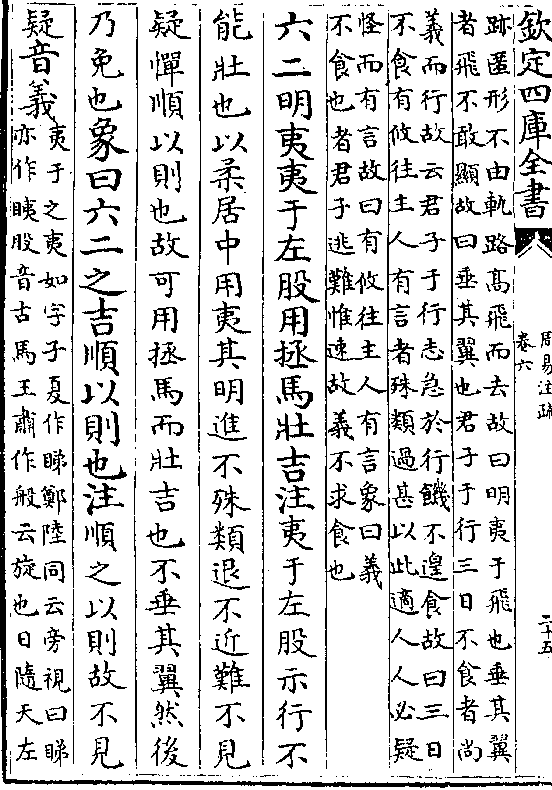 欽定四庫全書
周易注疏
卷六
二十五
跡匿形不由軌路髙飛而去故曰明夷于飛也垂其翼
者飛不敢顯故曰垂其翼也君子于行三日不食者尚
義而行故云君子于行志急於行饑不遑食故曰三日
不食有攸往主人有言者殊類過甚以此適人人必疑
怪而有言故曰有攸往主人有言象曰義
不食也者君子逃難惟速故義不求食也
六二明夷夷于左股用拯馬壯吉注夷于左股示行不
能壯也以柔居中用夷其明進不殊類退不近難不見
疑憚順以則也故可用拯馬而壯吉也不垂其翼然後
乃免也象曰六二之吉順以則也注順之以則故不見
疑音義
夷于之夷如字子夏作睇鄭陸同云旁視曰睇
亦作眱股音古馬王肅作般云旋也日隨天左